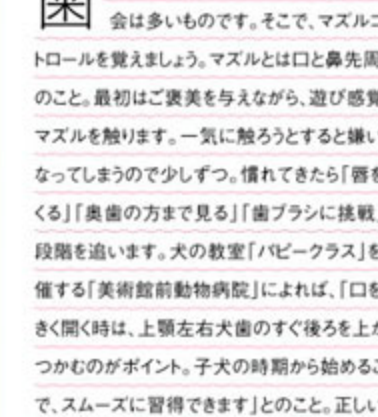 歯
会は多いものです。そこで、マズルコ
トロールを覚えましょう。マズルとは口と鼻先周
のこと。最初はご褒美を与えながら、遊び感覚
マズルを触ります。一気に触ろうとすると嫌い
なってしまうので少しずつ。慣れてきたら「唇を
くる」「奥歯の方まで見る」「歯ブラシに挑戦」
段階を追います。犬の教室「パピークラス」を
催する「美術館前動物病院」によれば、「口を
きく開く時は、上顎左右犬歯のすぐ後ろを上か
つかむのがポイント。子犬の時期から始めるこ
で、スムーズに習得できます」とのこと。正しい